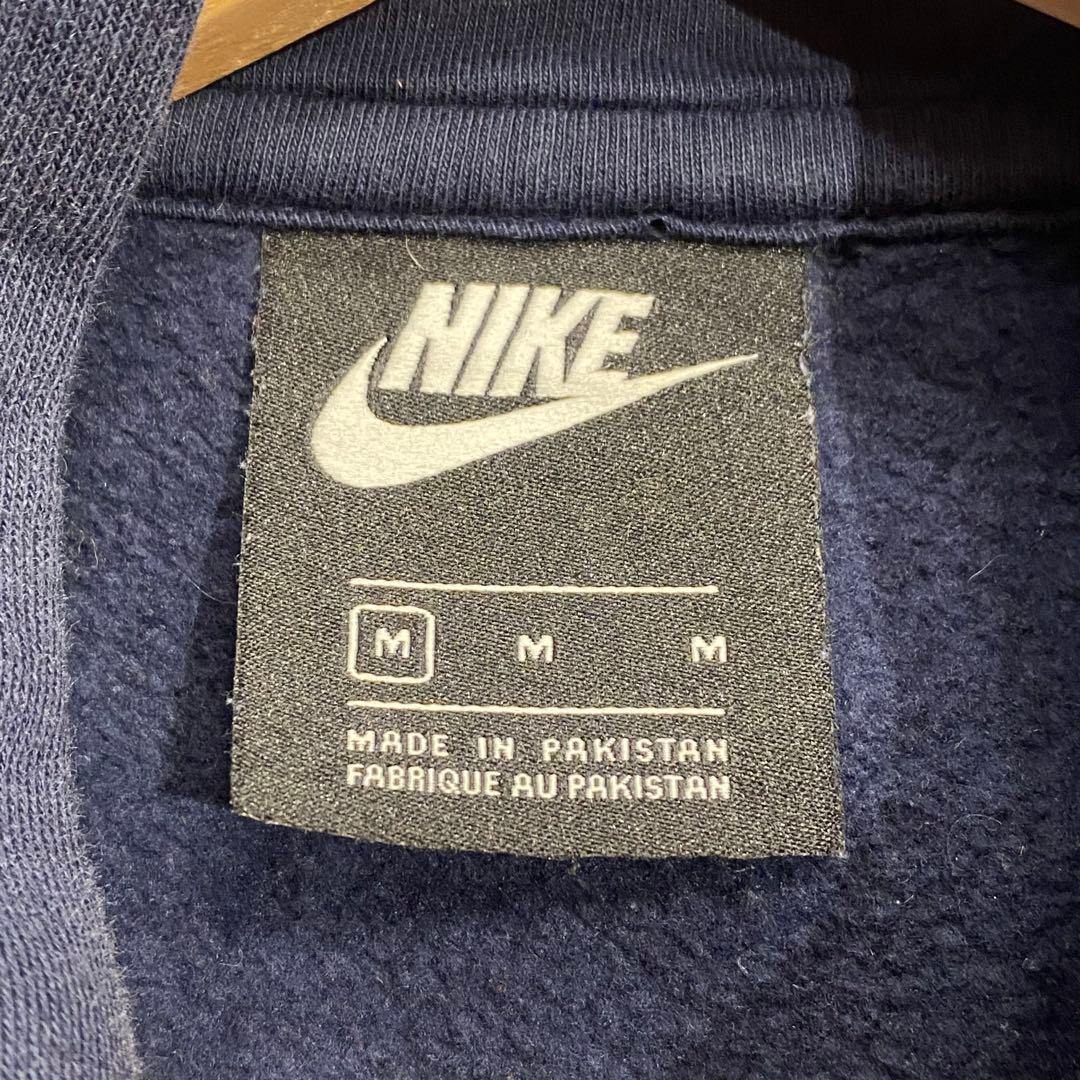 NIKE
M M M
MADE IN PAKISTAN
FABRIQUE AU PAKISTAN